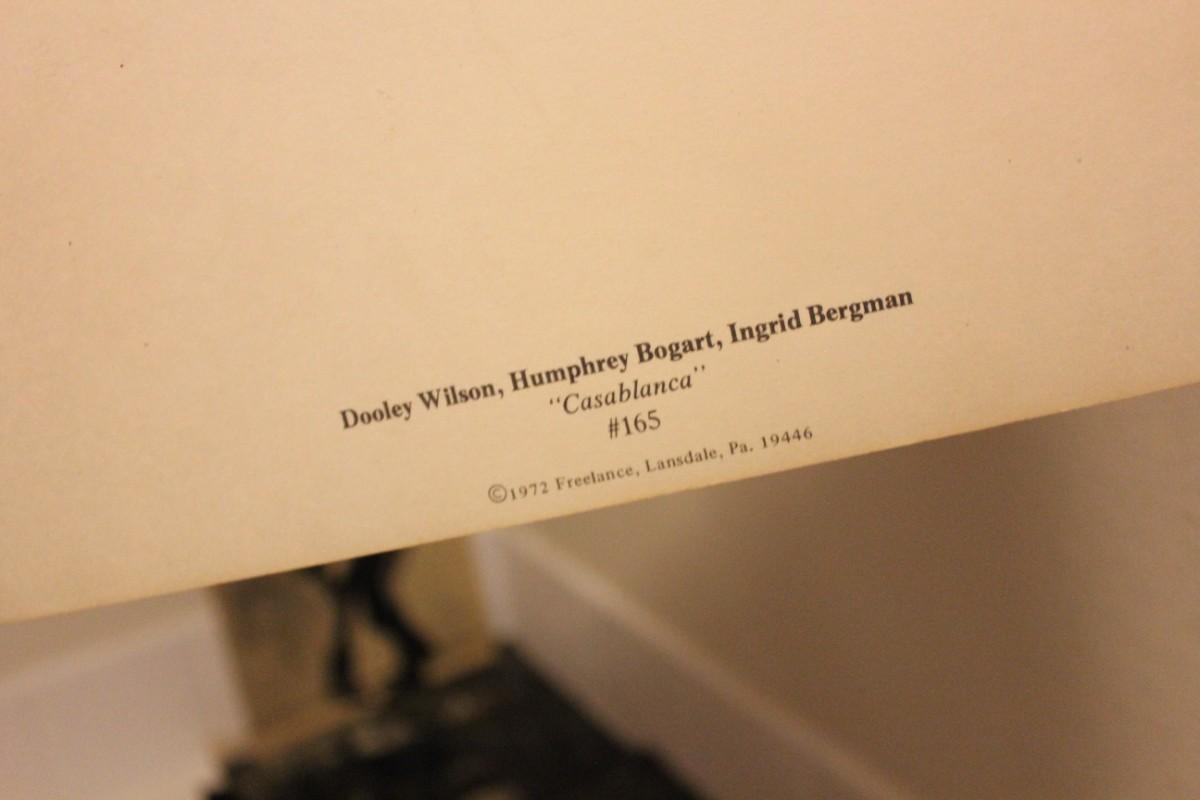 Dooley Wilson, Humphrey Bogart, Ingrid Bergman
“Casablanca”
#165
©1972 Freelance, Lansdale, Pa. 19446